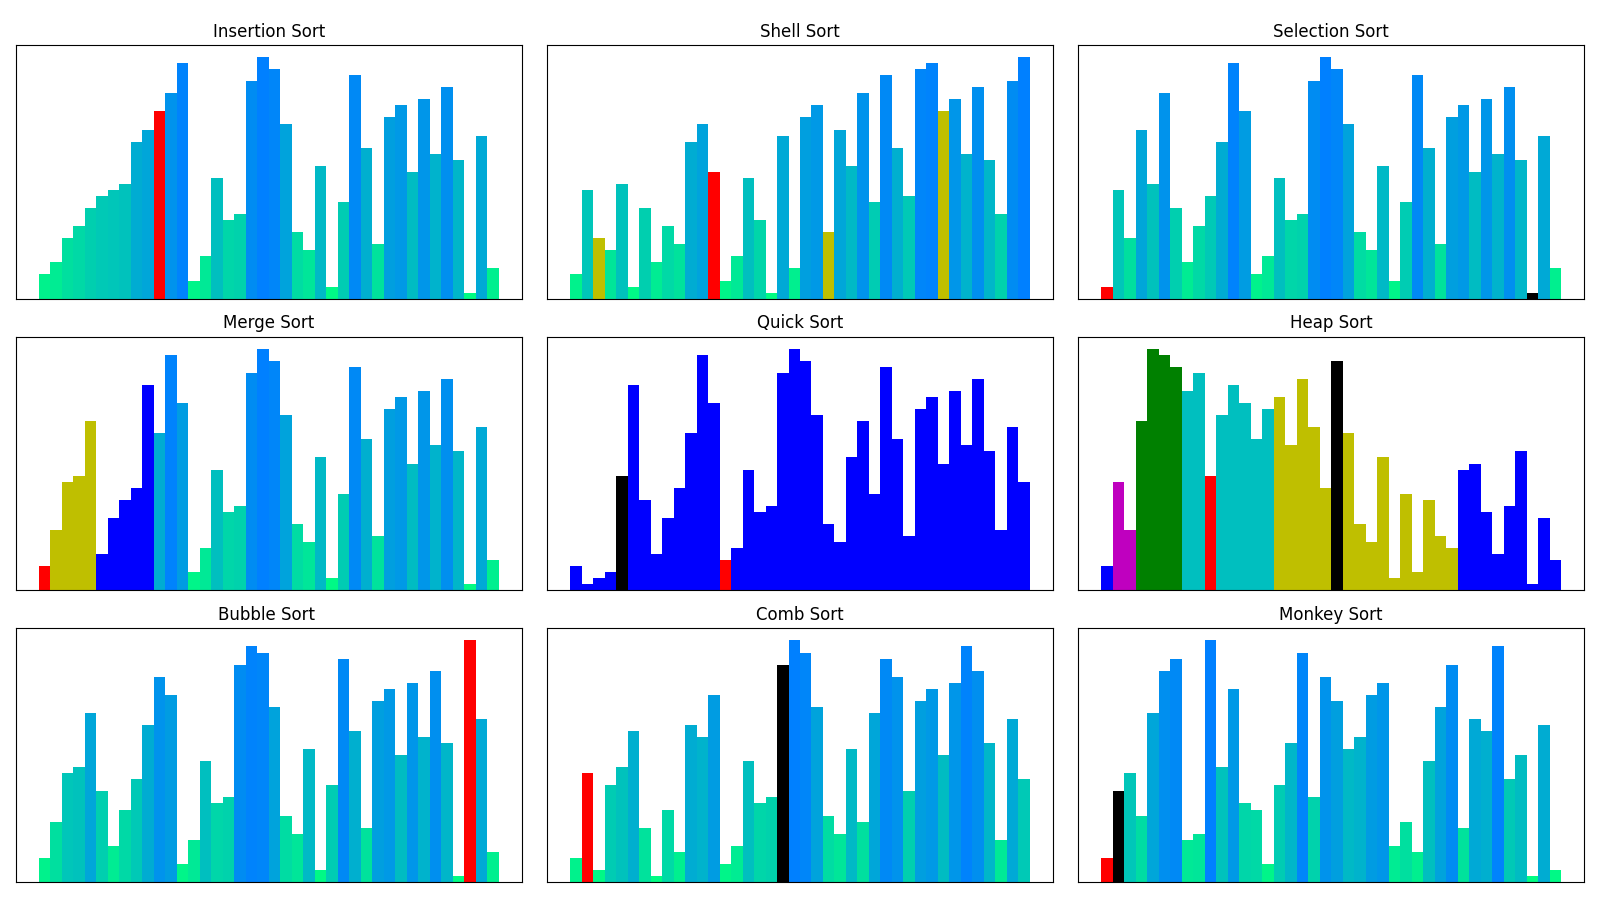 Insertion Sort
Shell Sort
Selection Sort
Merge Sort
Quick Sort
Heap Sort
Bubble Sort
Comb Sort
Monkey Sort